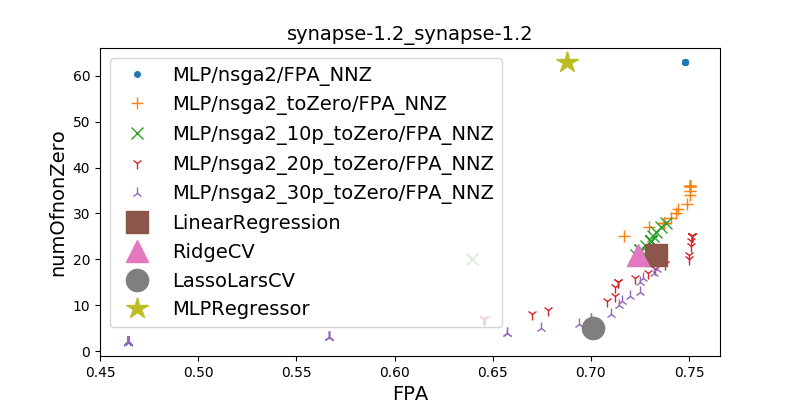 synapse-1.2_synapse-1.2
numOfnonZero
60
50
40
30
20
10
0
MLP/nsga2/FPA_NNZ
MLP/nsga2_toZero/FPA_NNZ
MLP/nsga2_10p_toZero/FPA_NNZ
MLP/nsga2_20p_toZero/FPA_NNZ
MLP/nsga2_30p_toZero/FPA_NNZ
LinearRegression
RidgeCV
LassoLarsCV
MLPRegressor
0.45 0.50 0.55 0.60 0.65 0.70 0.75
FPA